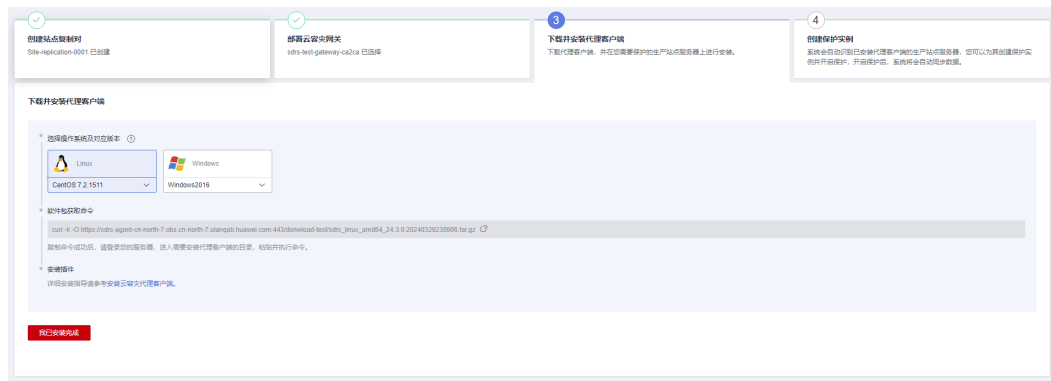 创建站点复制对
Site-replication-0001 已创建
部署云容灾网关
sdrs-test-gateway-ca2ca 已选择
3
下载并安装代理客户端
下载代理客户端，并在您需要保护的生产站点服务器上进行安装。
4
创建保护实例
系统会自动识别已安装代理客户端的生产站点服务器，您可以为其创建保护实
例并开启保护，开启保护后，系统将会自动同步数据。
下载并安装代理客户端
* 选择操作系统及对应版本 ?
Linux
CentOS 7.2.1511
Windows
Windows2016
* 软件包获取命令
curl -k -O https://sdrs-agent-cn-north-7.obs.cn-north-7.ulanqab.huawei.com:443/donwload-test/sdrs_linux_amd64_24.3.0.20240329230906.tar.gz
复制命令成功后，请登录您的服务器，进入需要安装代理客户端的目录，粘贴并执行命令。
* 安装插件
详细安装指导请参考安装云容灾代理客户端。
我已安装完成